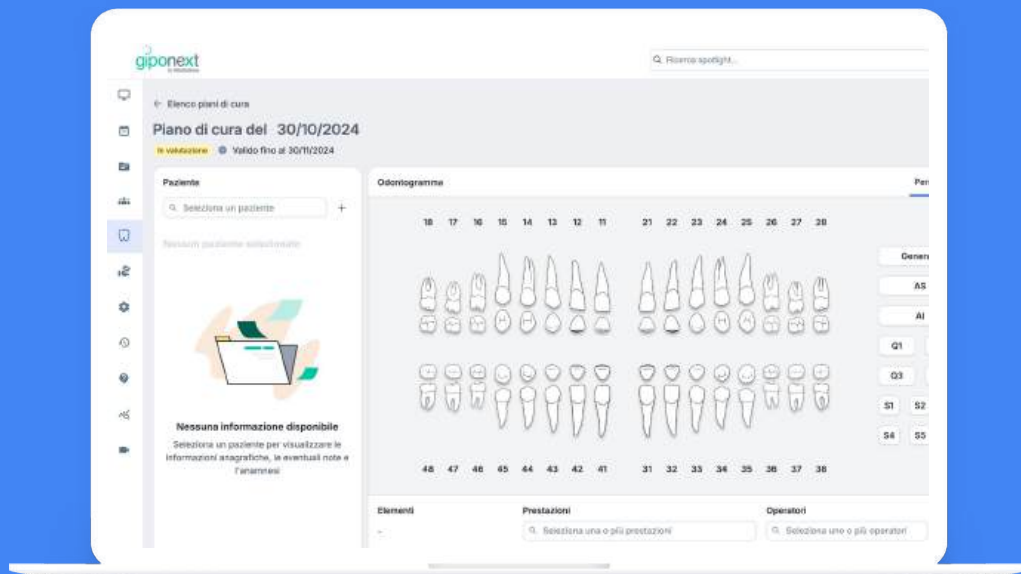 giponext
Ricerca spotlight...
Elenco piani di cura
Piano di cura del 30/10/2024
In validazione Valido fino al 30/11/2024
Paziente
Seleziona un paziente +
Nessun paziente selezionato
Nessuna informazione disponibile
Seleziona un paziente per visualizzare le
informazioni anagrafiche, le eventuali note e
l'anamnesi
Odontogramma
Per
18 17 16 15 14 13 12 11 21 22 23 24 25 26 27 28
Gener
AS
AI
Q1
Q3
S1 S2
S4 S5
48 47 46 45 44 43 42 41 31 32 33 34 35 36 37 38
Elementi
-
Prestazioni
Seleziona una o più prestazioni
Operatori
Seleziona uno o più operatori